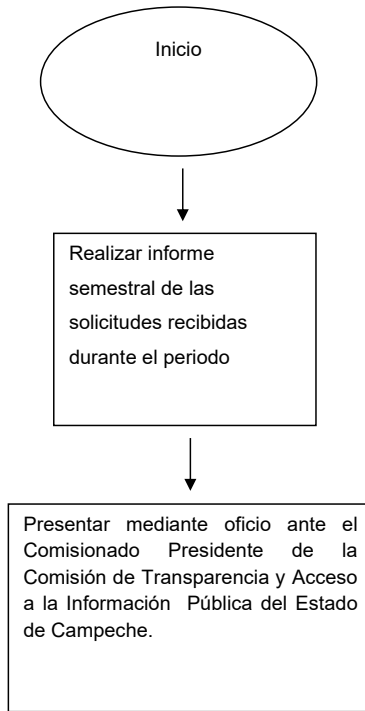 Inicio
Realizar informe
semestral de las
solicitudes recibidas
durante el periodo
Presentar mediante oficio ante el
Comisionado Presidente de la
Comisión de Transparencia y Acceso
a la Información Pública del Estado
de Campeche.